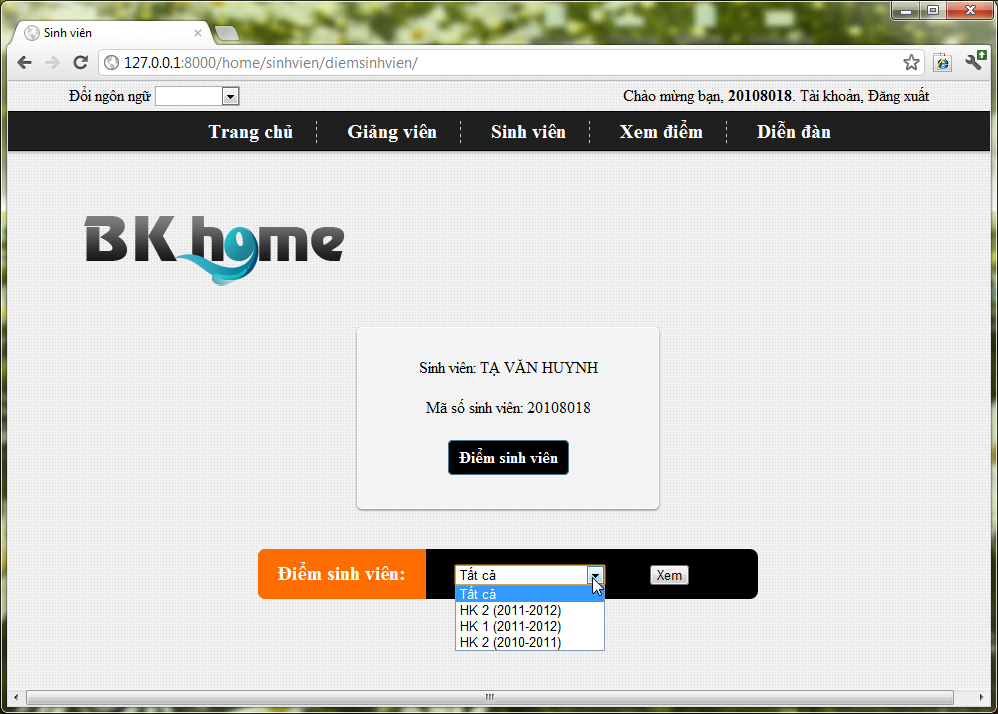 Sinh viên
127.0.0.1:8000/home/sinhvien/diemsinhvien/
Đổi ngôn ngữ
Chào mừng bạn, 20108018. Tài khoản, Đăng xuất
Trang chủ Giảng viên Sinh viên Xem điểm Diễn đàn
BK home
Sinh viên: TẠ VĂN HUYNH
Mã số sinh viên: 20108018
Điểm sinh viên
Điểm sinh viên: Tất cả Xem
Tất cả
HK 2 (2011-2012)
HK 1 (2011-2012)
HK 2 (2010-2011)